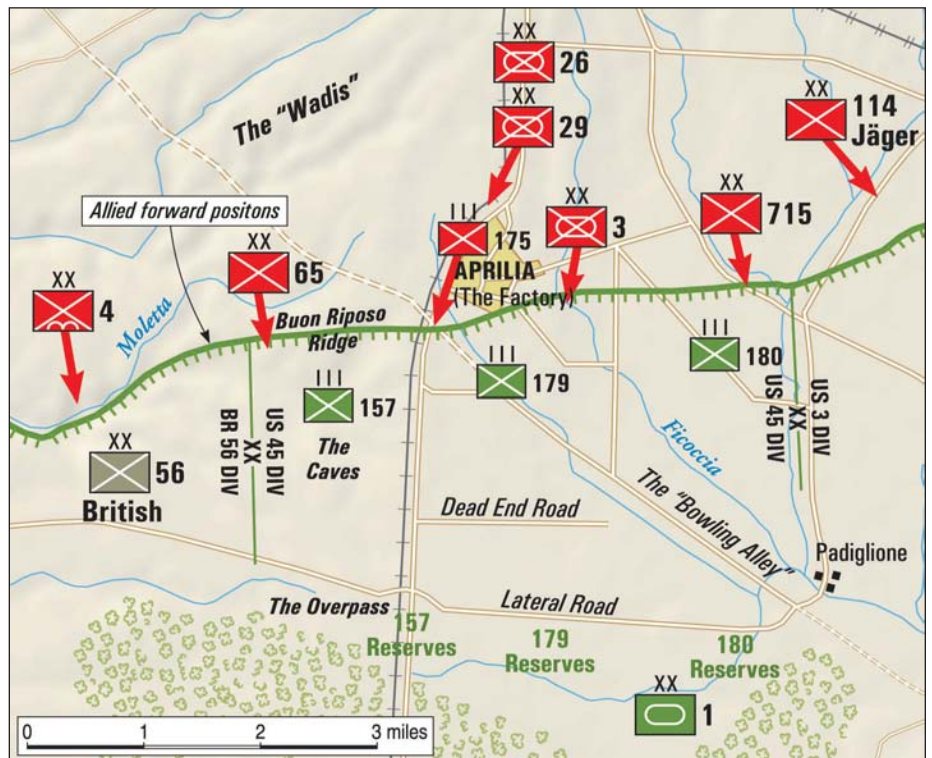 XX
26
XX
29
XX
114
Jäger
The "Wadis"
Allied forward positons
XX
4
Moletta
XX
65
III
175
APRILIA
(The Factory)
XX
3
XX
715
Buon Riposo
Ridge
III
157
The
Caves
III
179
III
180
BR 56 DIV
XX
US 45 DIV
US 45 DIV
XX
US 3 DIV
XX
56
British
Ficoccia
Dead End Road
The "Bowling Alley"
Padiglione
The Overpass
Lateral Road
157
Reserves
179
Reserves
180
Reserves
XX
1
0 1 2 3 miles